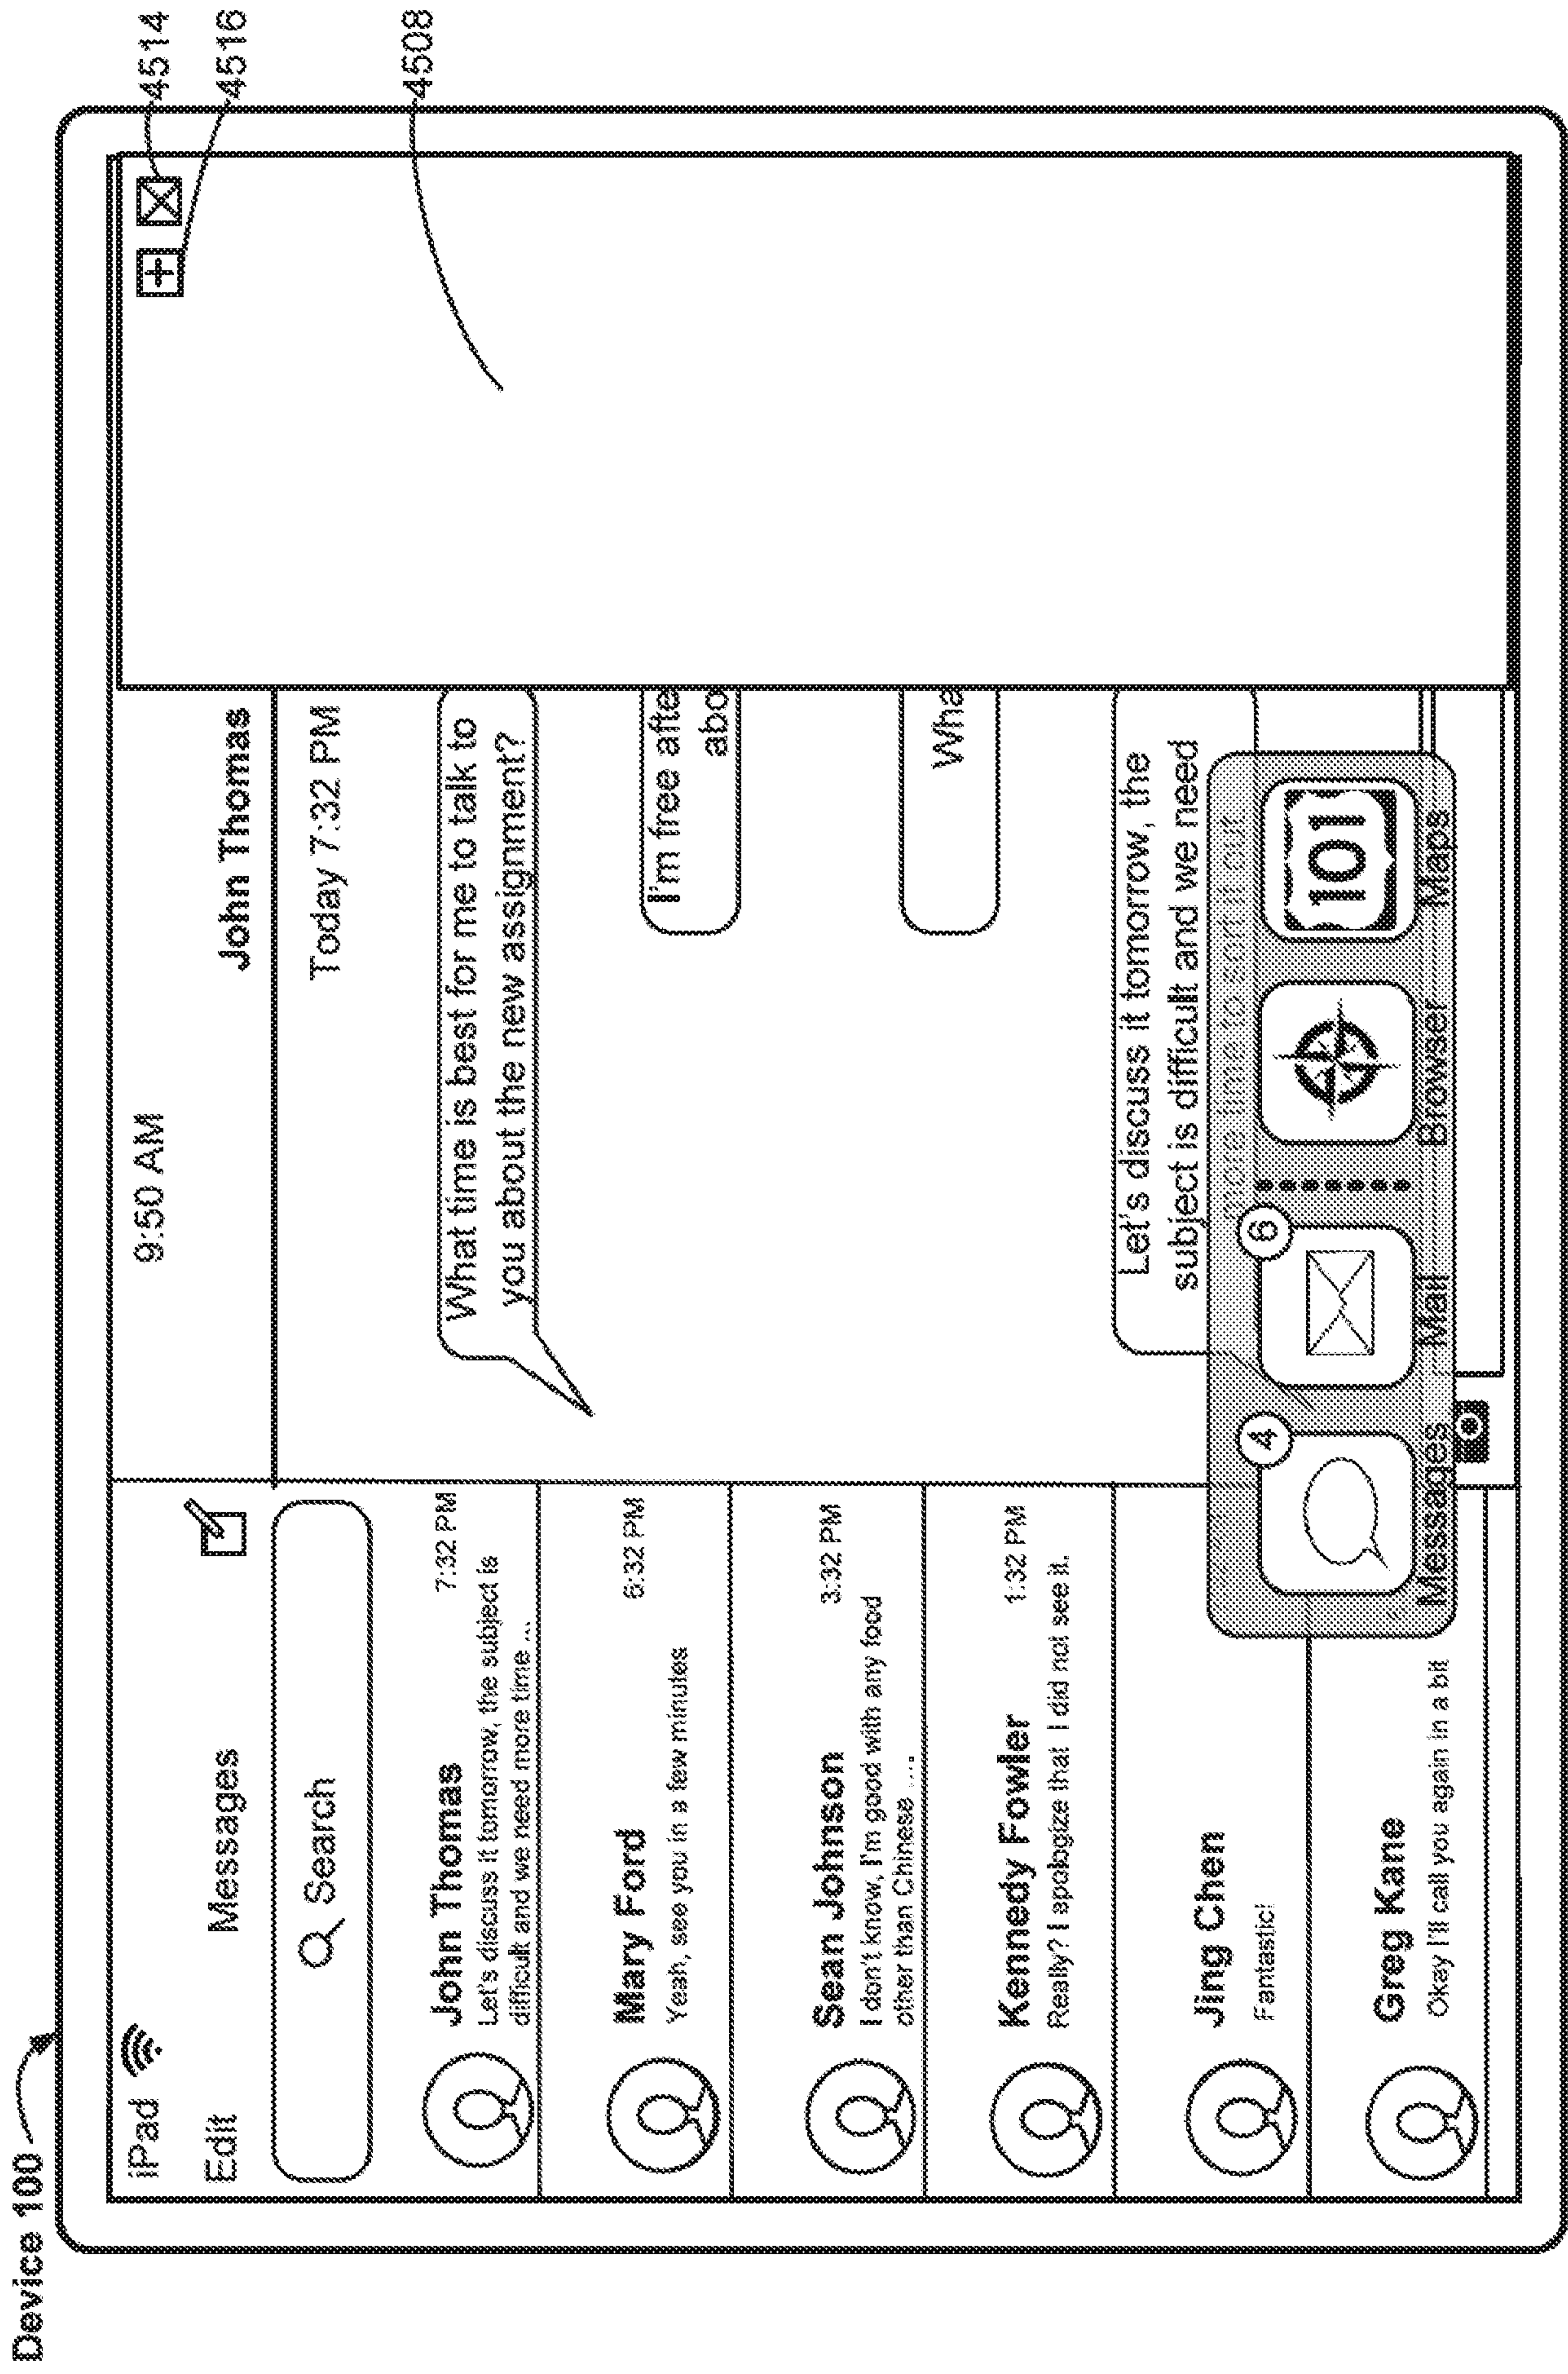 Device 100
iPad
9:50 AM
Edit
Messages
Search
John Thomas
7:32 PM
Let's discuss it tomorrow, the subject is
difficult and we need more time ...
Mary Ford
6:32 PM
Yeah, see you in a few minutes
Sean Johnson
3:32 PM
I don't know, I'm good with any food
other than Chinese ....
Kennedy Fowler
1:32 PM
Really? I apologize that I did not see it.
Jing Chen
Fantastic!
Greg Kane
Okay I'll call you again in a bit
John Thomas
Today 7:32 PM
What time is best for me to talk to
you about the new assignment?
I'm free afte
abo
Wha
Let's discuss it tomorrow, the
subject is difficult and we need
more time to sort it out
4
6
101
Messages
Mail
Browser
Maps
4514
4516
4508